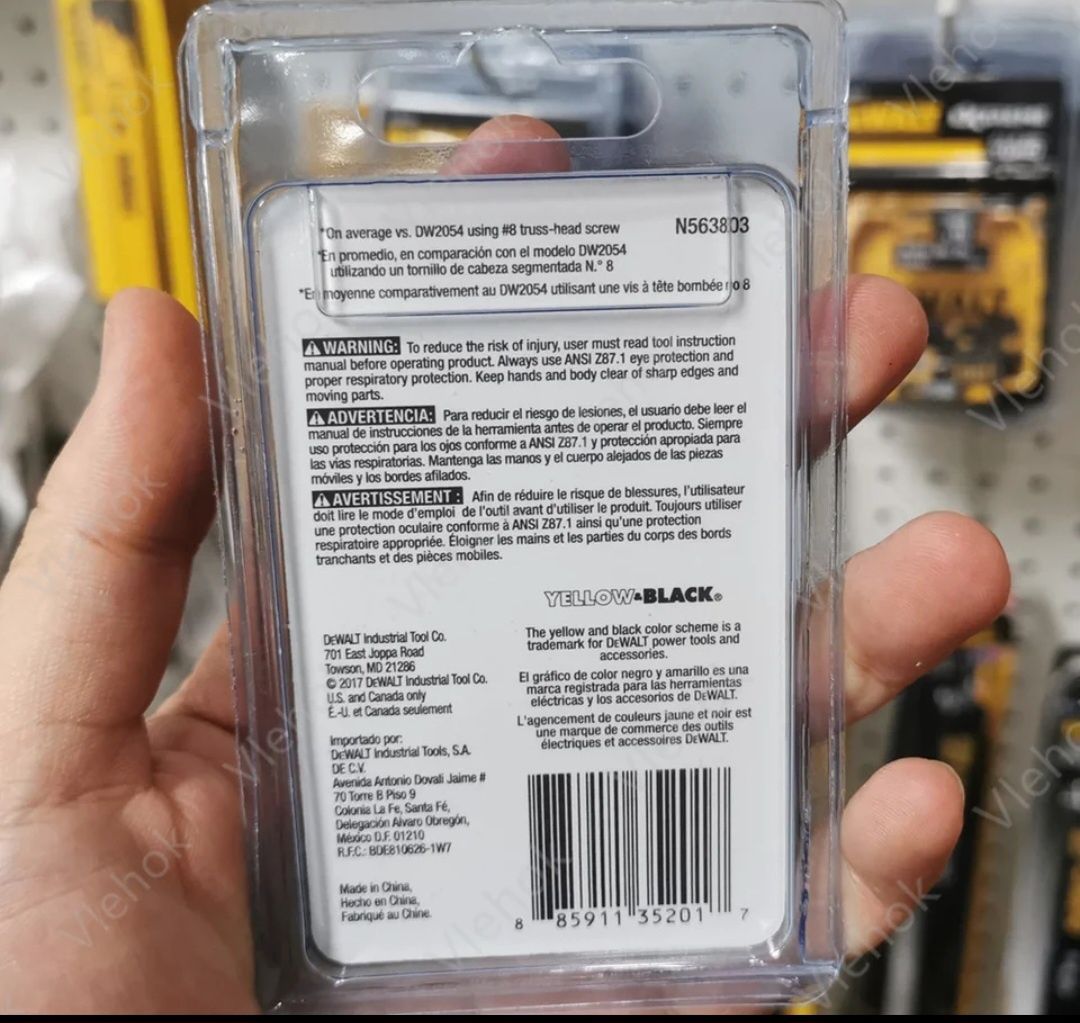 *On average vs. DW2054 using #8 truss-head screw
N563803
*En promedio, en comparación con el modelo DW2054
utilizando un tornillo de cabeza segmentada N.° 8
*En moyenne comparativement au DW2054 utilisant une vis à tête bombée no 8
WARNING: To reduce the risk of injury, user must read tool instruction
manual before operating product. Always use ANSI Z87.1 eye protection and
proper respiratory protection. Keep hands and body clear of sharp edges and
moving parts.
ADVERTENCIA: Para reducir el riesgo de lesiones, el usuario debe leer el
manual de instrucciones de la herramienta antes de operar el producto. Siempre
uso protección para los ojos conforme a ANSI Z87.1 y protección apropiada para
las vías respiratorias. Mantenga las manos y el cuerpo alejados de las piezas
móviles y los bordes afilados.
AVERTISSEMENT : Afin de réduire le risque de blessures, l'utilisateur
doit lire le mode d'emploi de l'outil avant d'utiliser le produit. Toujours utiliser
une protection oculaire conforme à ANSI Z87.1 ainsi qu'une protection
respiratoire appropriée. Éloigner les mains et les parties du corps des bords
tranchants et des pièces mobiles.
YELLOW&BLACK®
DEWALT Industrial Tool Co.
701 East Joppa Road
Towson, MD 21286
© 2017 DEWALT Industrial Tool Co.
U.S. and Canada only
É.-U. et Canada seulement
The yellow and black color scheme is a
trademark for DEWALT power tools and
accessories.
El gráfico de color negro y amarillo es una
marca registrada para las herramientas
eléctricas y los accesorios de DEWALT.
L'agencement de couleurs jaune et noir est
une marque de commerce des outils
électriques et accessoires DEWALT.
Importado por:
DEWALT Industrial Tools, S.A.
DE C.V.
Avenida Antonio Dovali Jaime #
70 Torre B Piso 9
Colonia La Fe, Santa Fé,
Delegación Alvaro Obregón,
México D.F. 01210
R.F.C.: BDE810626-1W7
Made in China,
Hecho en China,
Fabriqué au Chine.
8 85911 35201 7
Vlehok